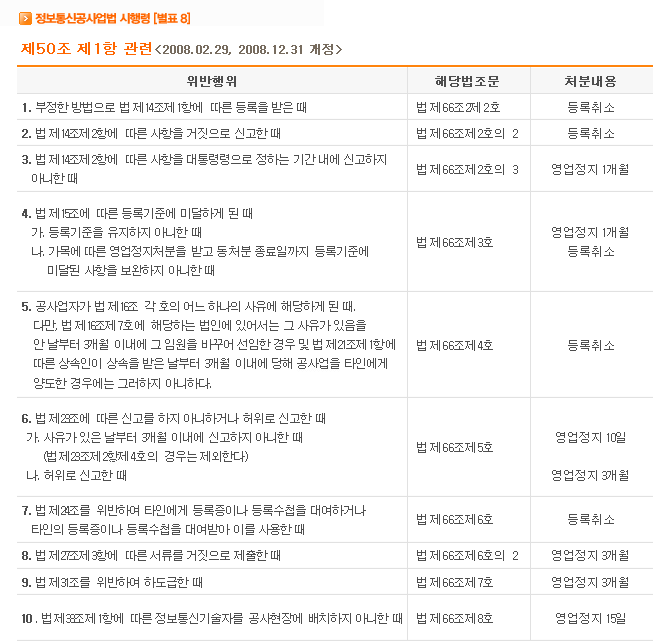 정보통신공사업법 시행령 [별표 8]
제50조 제1항 관련<2008.02.29, 2008.12.31 개정>
위반행위 해당법조문 처분내용
1. 부정한 방법으로 법 제14조제1항에 따른 등록을 받은 때 법 제66조제2호 등록취소
2. 법 제14조제2항에 따른 사항을 거짓으로 신고한 때 법 제66조제2호의 2 등록취소
3. 법 제14조제2항에 따른 사항을 대통령령으로 정하는 기간 내에 신고하지
아니한 때 법 제66조제2호의 3 영업정지 1개월
4. 법 제15조에 따른 등록기준에 미달하게 된 때
가. 등록기준을 유지하지 아니한 때 법 제66조제3호 영업정지 1개월
나. 가목에 따른 영업정지처분을 받고 동처분 종료일까지 등록기준에 등록취소
미달된 사항을 보완하지 아니한 때
5. 공사업자가 법 제16조 각 호의 어느 하나의 사유에 해당하게 된 때.
다만, 법 제16조제7호에 해당하는 법인에 있어서는 그 사유가 있음을
안 날부터 3개월 이내에 그 임원을 바꾸어 선임한 경우 및 법 제21조제1항에 법 제66조제4호 등록취소
따른 상속인이 상속을 받은 날부터 3개월 이내에 당해 공사업을 타인에게
양도한 경우에는 그러하지 아니하다.
6. 법 제23조에 따른 신고를 하지 아니하거나 허위로 신고한 때
가. 사유가 있은 날부터 3개월 이내에 신고하지 아니한 때 법 제66조제5호 영업정지 10일
(법 제23조제2항제4호의 경우는 제외한다)
나. 허위로 신고한 때 영업정지 3개월
7. 법 제24조를 위반하여 타인에게 등록증이나 등록수첩을 대여하거나
타인의 등록증이나 등록수첩을 대여받아 이를 사용한 때 법 제66조제6호 등록취소
8. 법 제27조제3항에 따른 서류를 거짓으로 제출한 때 법 제66조제6호의 2 영업정지 3개월
9. 법 제31조를 위반하여 하도급한 때 법 제66조제7호 영업정지 3개월
10. 법 제33조제1항에 따른 정보통신기술자를 공사현장에 배치하지 아니한 때 법 제66조제8호 영업정지 15일